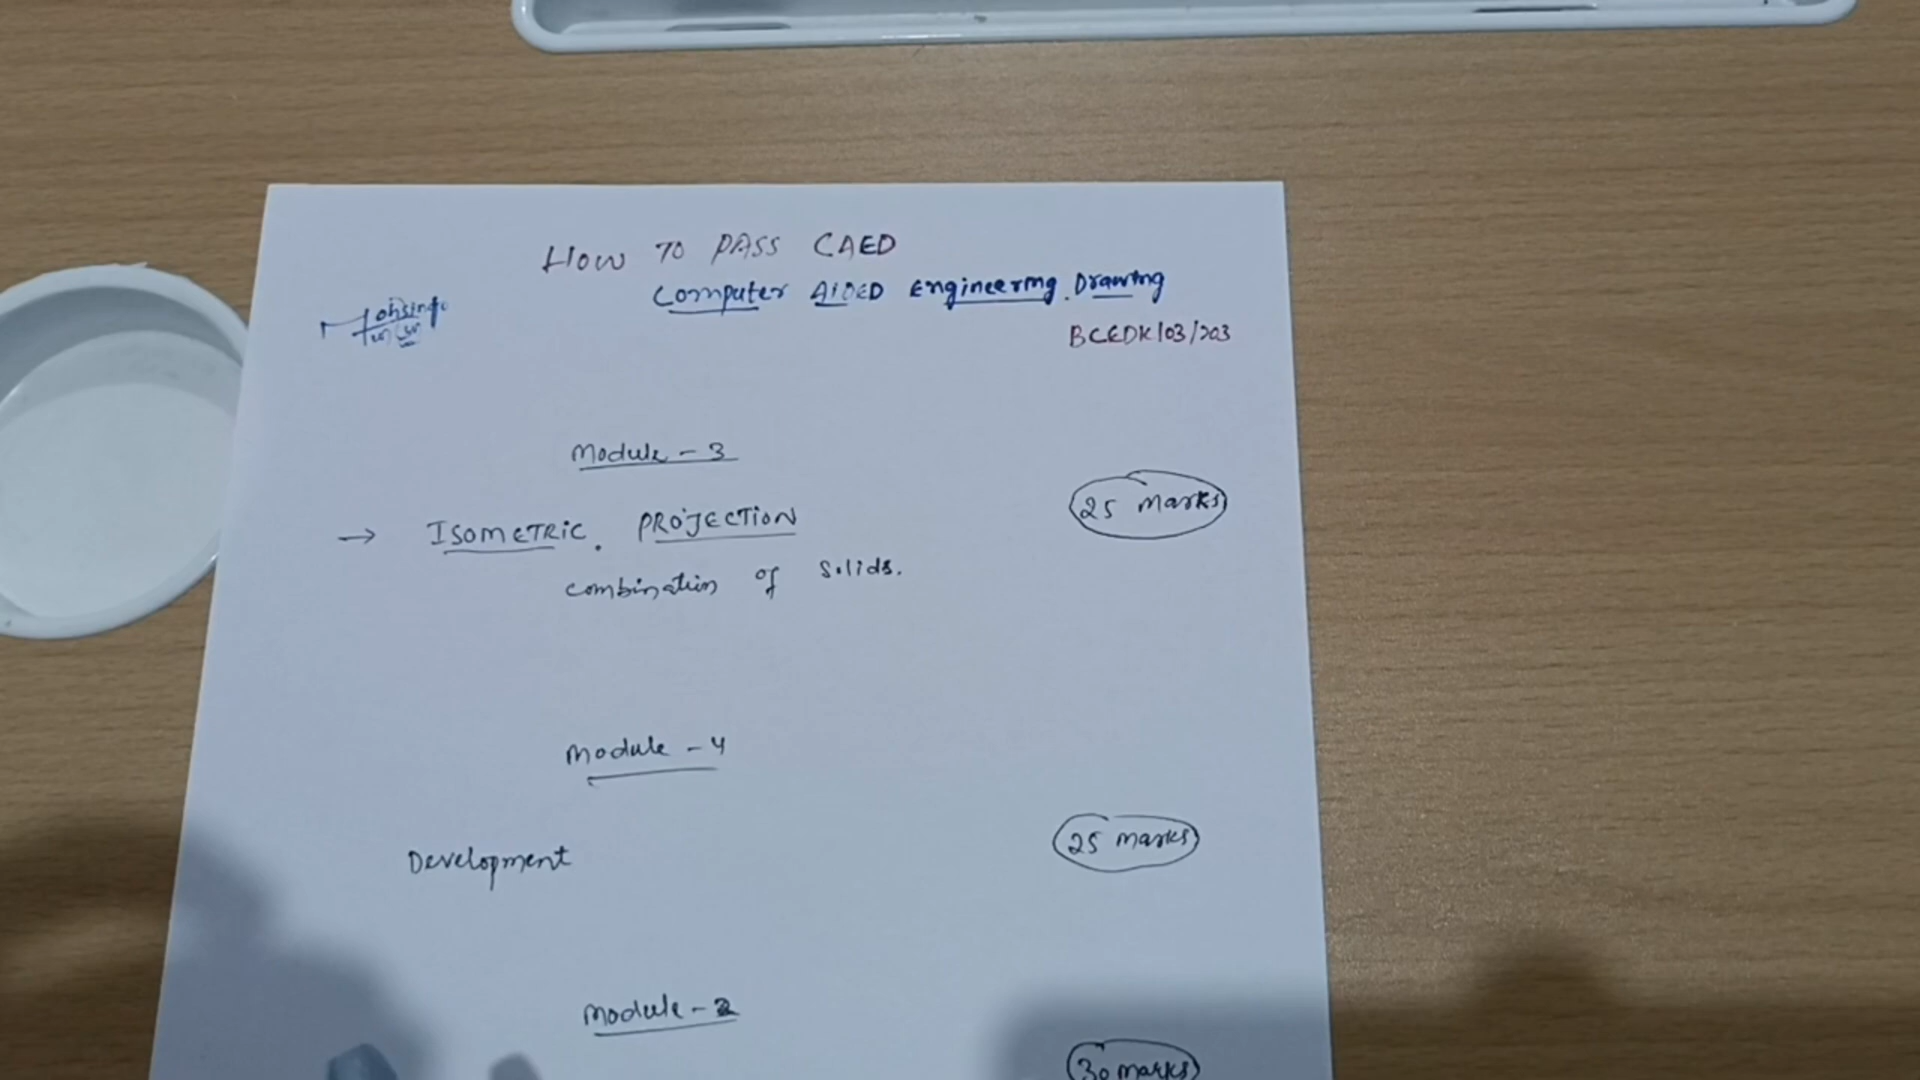 HOW TO PASS CAED
Computer AIDED Engineering Drawing
BCEDK103/203
Module - 3
25 Marks
→ ISOMETRIC PROJECTION
combination of Solids.
Module - 4
25 Marks
Development
Module - 2
30 Marks